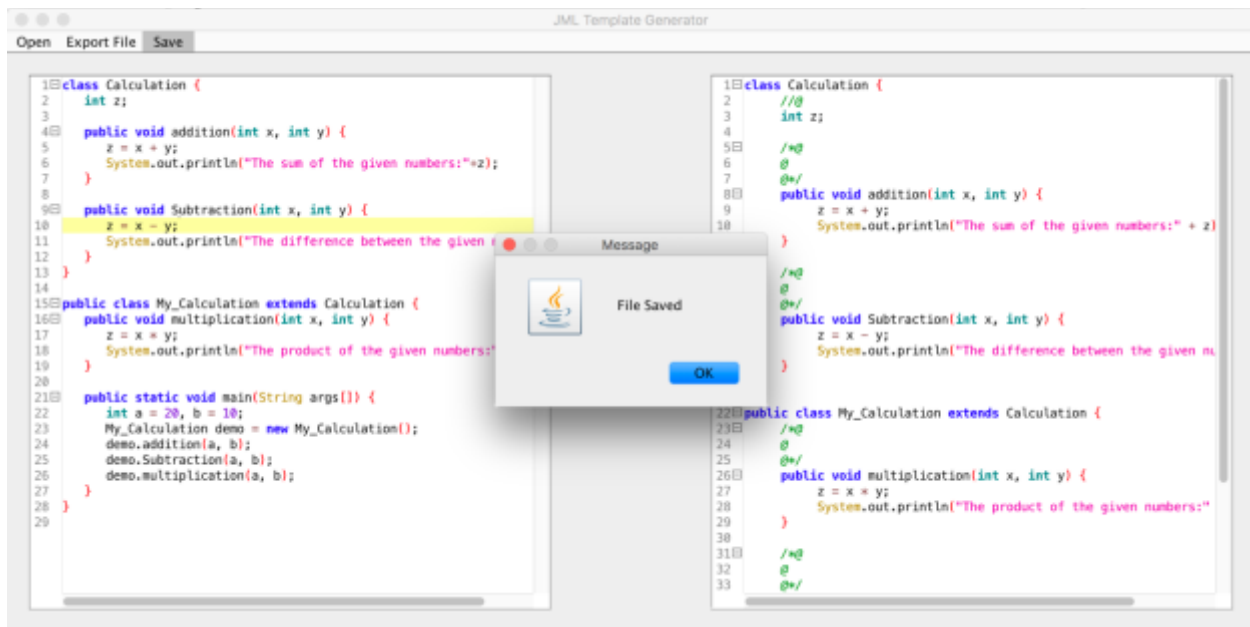 JML Template Generator
Open Export File Save
1 class Calculation {
2 int z;
3
4 public void addition(int x, int y) {
5 z = x + y;
6 System.out.println("The sum of the given numbers:"+z);
7 }
8
9 public void Subtraction(int x, int y) {
10 z = x - y;
11 System.out.println("The difference between the given
12 }
13 }
14
15 public class My_Calculation extends Calculation {
16 public void multiplication(int x, int y) {
17 z = x * y;
18 System.out.println("The product of the given numbers:"
19 }
20
21 public static void main(String args[]) {
22 int a = 20, b = 10;
23 My_Calculation demo = new My_Calculation();
24 demo.addition(a, b);
25 demo.Subtraction(a, b);
26 demo.multiplication(a, b);
27 }
28 }
29
Message
File Saved
OK
1 class Calculation {
2 //@
3 int z;
4
5 /*@
6 @
7 @*/
8 public void addition(int x, int y) {
9 z = x + y;
10 System.out.println("The sum of the given numbers:" + z)
}
/*@
@
@*/
public void Subtraction(int x, int y) {
z = x - y;
System.out.println("The difference between the given nu
}
22 public class My_Calculation extends Calculation {
23 /*@
24 @
25 @*/
26 public void multiplication(int x, int y) {
27 z = x * y;
28 System.out.println("The product of the given numbers:"
29 }
30
31 /*@
32 @
33 @*/